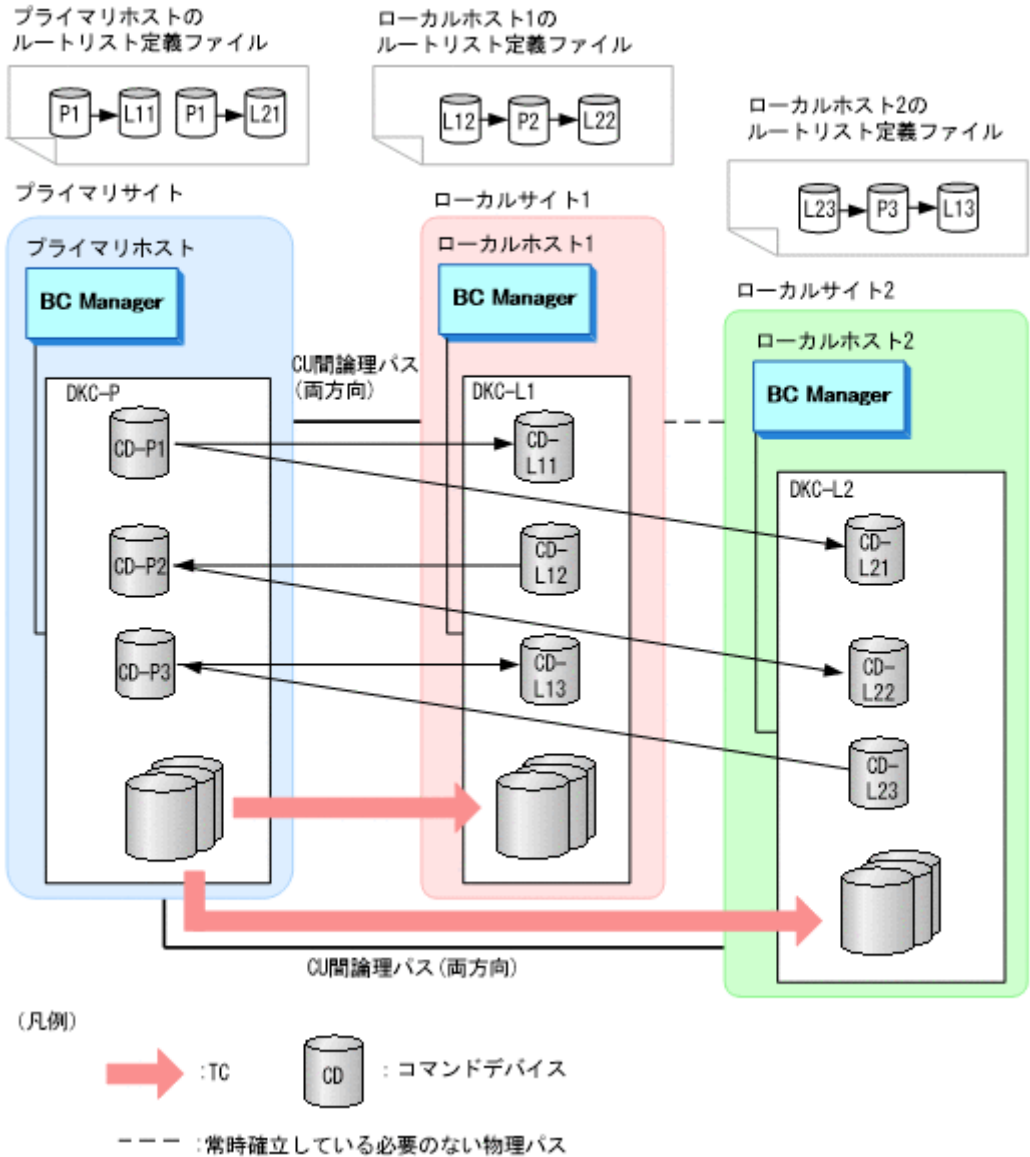 プライマリホストの
ルートリスト定義ファイル
P1 L11 P1 L21
ローカルホスト1の
ルートリスト定義ファイル
L12 P2 L22
ローカルホスト2の
ルートリスト定義ファイル
L23 P3 L13
プライマリサイト
プライマリホスト
BC Manager
ローカルサイト1
ローカルホスト1
BC Manager
ローカルサイト2
ローカルホスト2
BC Manager
CU間論理パス
(両方向)
DKC-P
CD-P1
CD-P2
CD-P3
DKC-L1
CD-
L11
CD-
L12
CD-
L13
DKC-L2
CD-
L21
CD-
L22
CD-
L23
CU間論理パス(両方向)
(凡例)
:TC
CD
:コマンドデバイス
:常時確立している必要のない物理パス